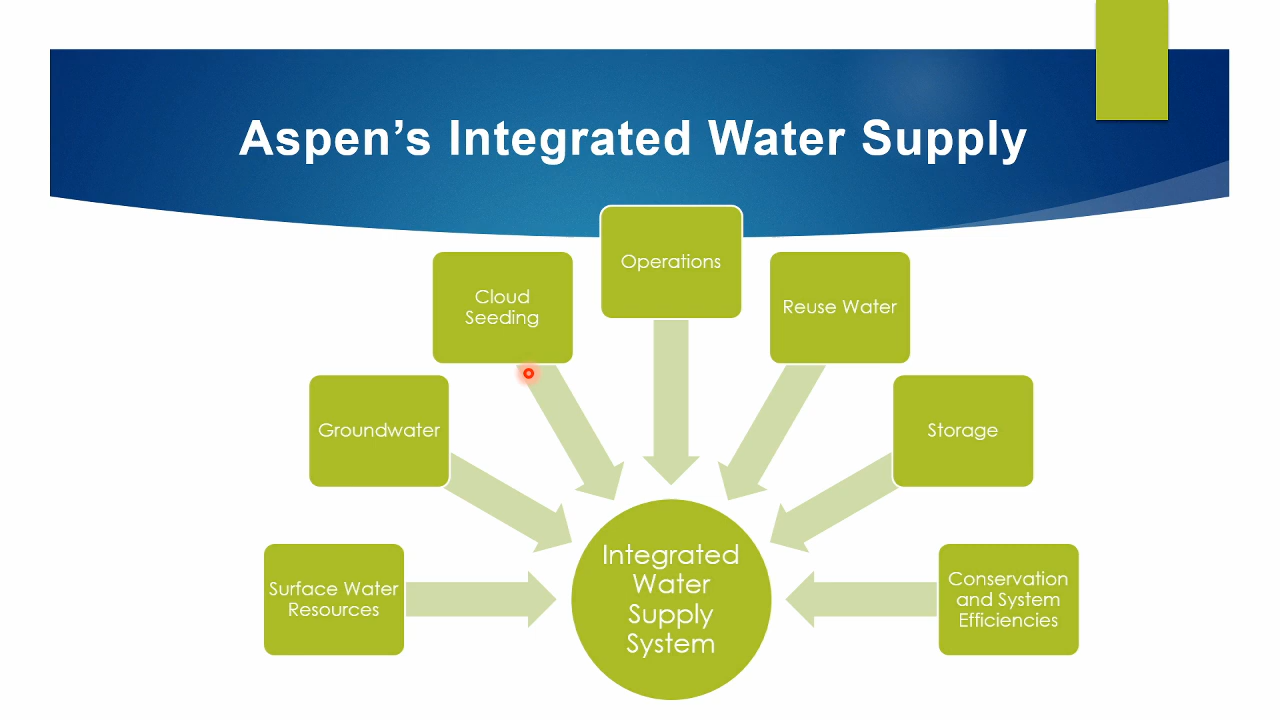 Aspen’s Integrated Water Supply
Operations
Cloud
Seeding
Reuse Water
Groundwater
Storage
Surface Water
Resources
Integrated
Water
Supply
System
Conservation
and System
Efficiencies